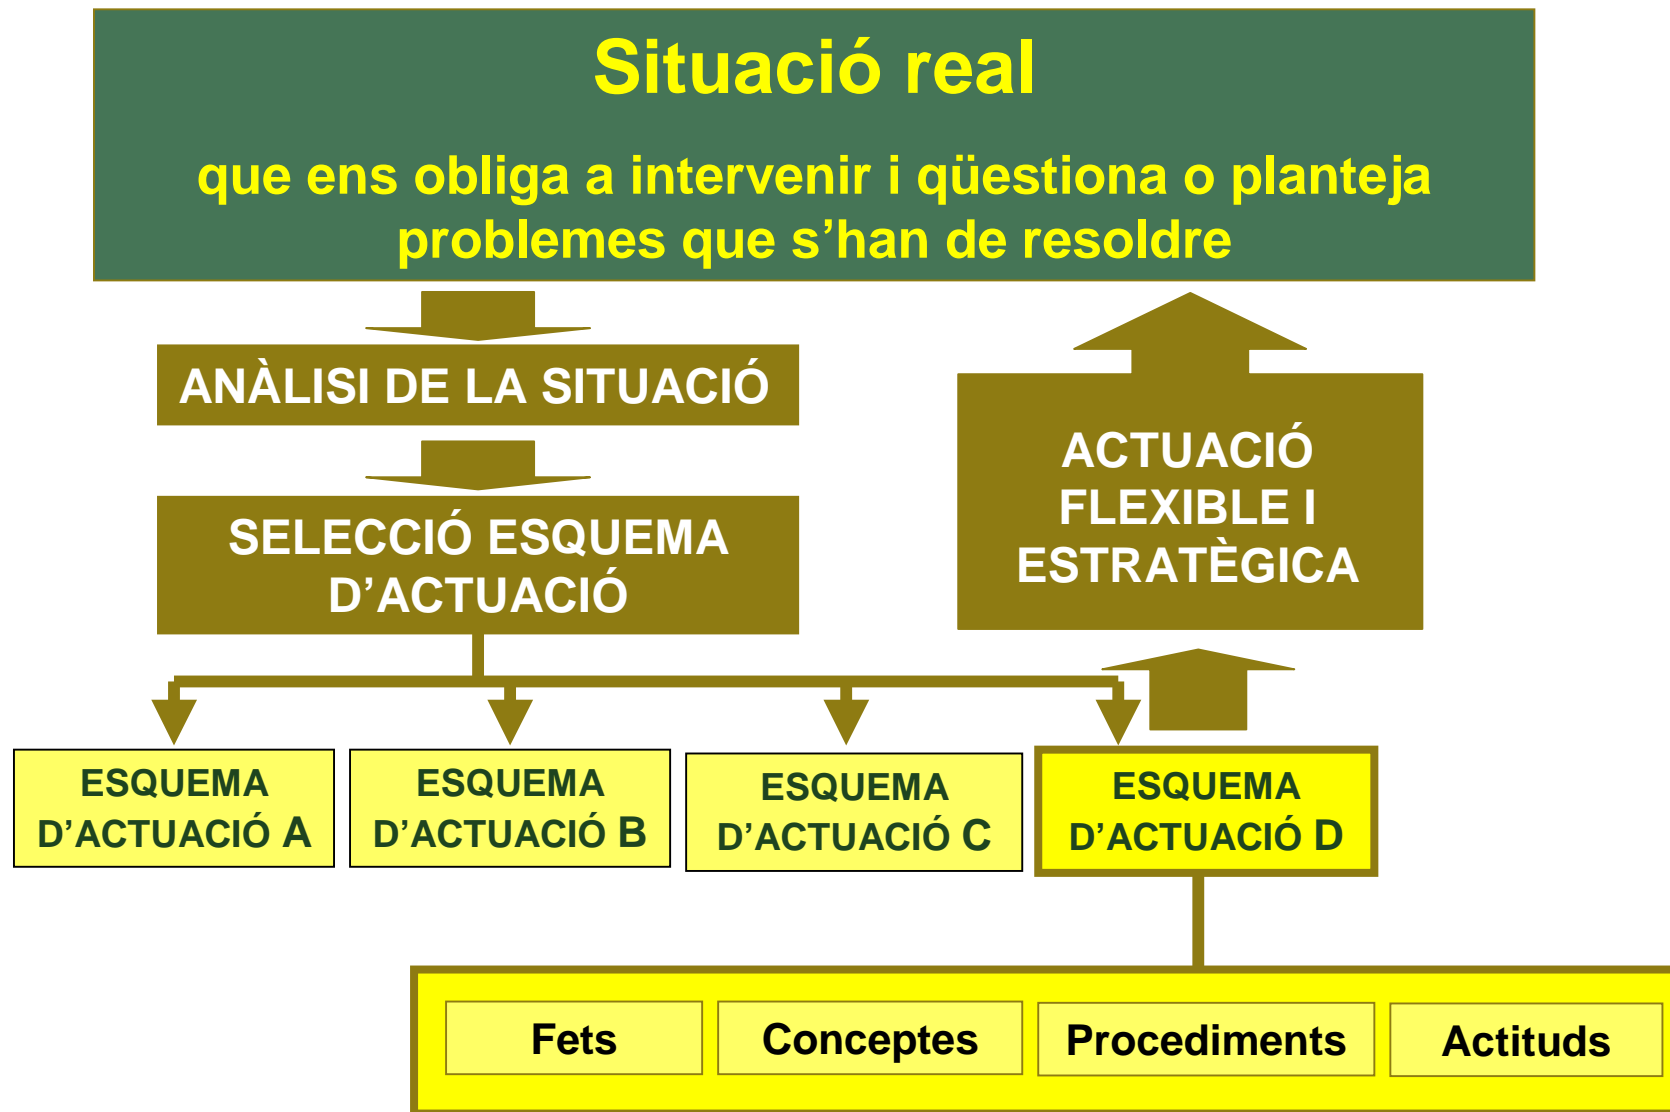 Situació real
que ens obliga a intervenir i qüestiona o planteja
problemes que s’han de resoldre
ANÀLISI DE LA SITUACIÓ
SELECCIÓ ESQUEMA
D’ACTUACIÓ
ACTUACIÓ
FLEXIBLE I
ESTRATÈGICA
ESQUEMA
D’ACTUACIÓ A
ESQUEMA
D’ACTUACIÓ B
ESQUEMA
D’ACTUACIÓ C
ESQUEMA
D’ACTUACIÓ D
Fets
Conceptes
Procediments
Actituds